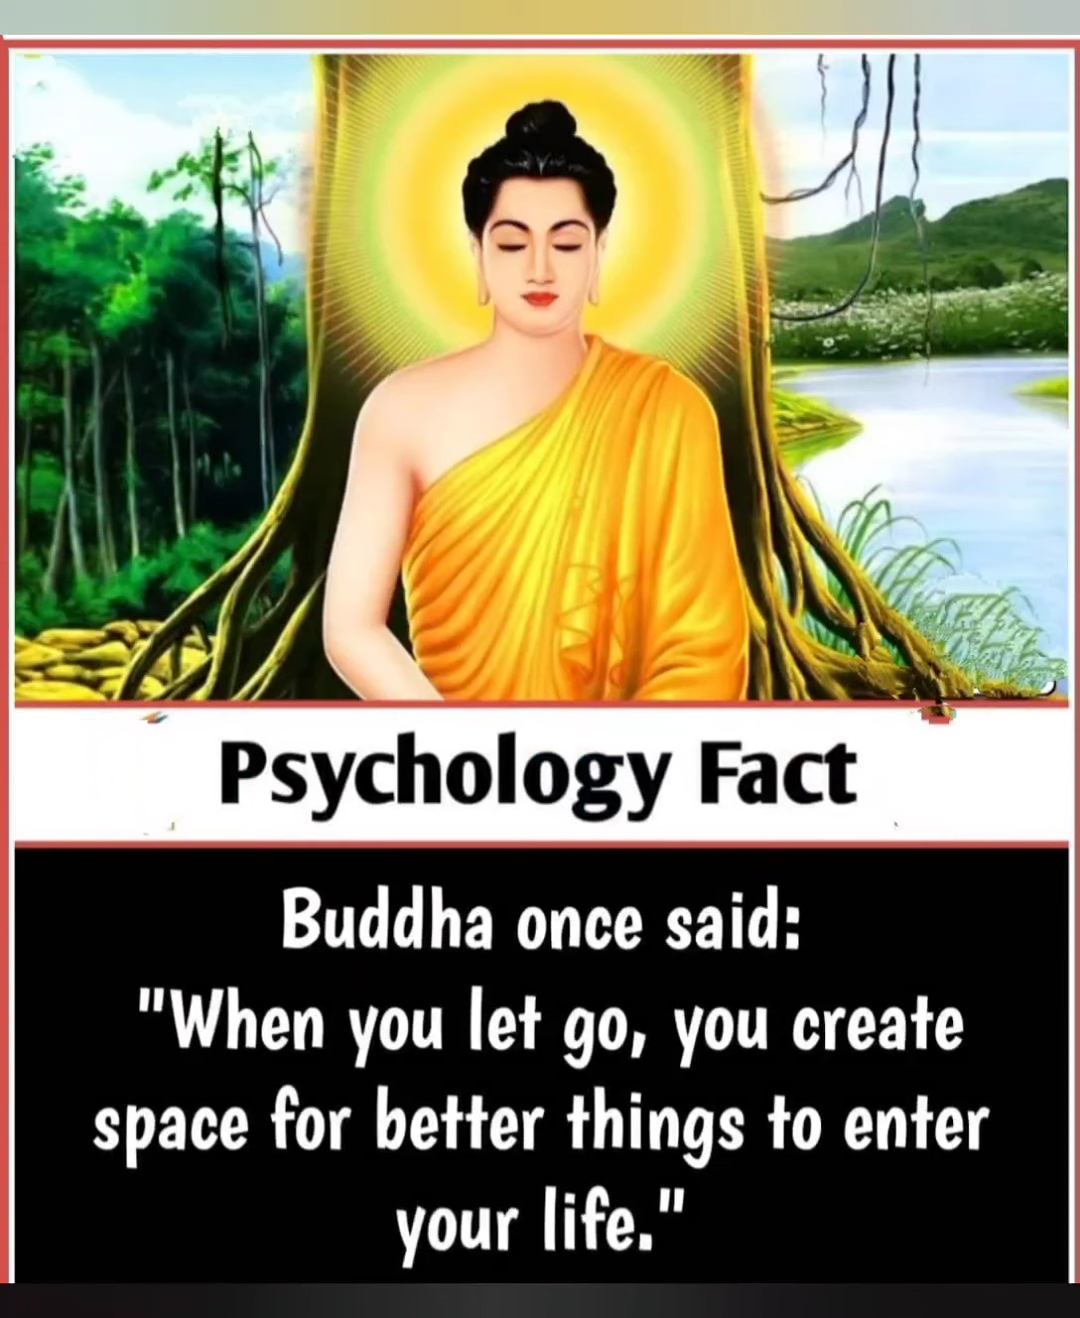 Psychology Fact
Buddha once said:
"When you let go, you create
space for better things to enter
your life."